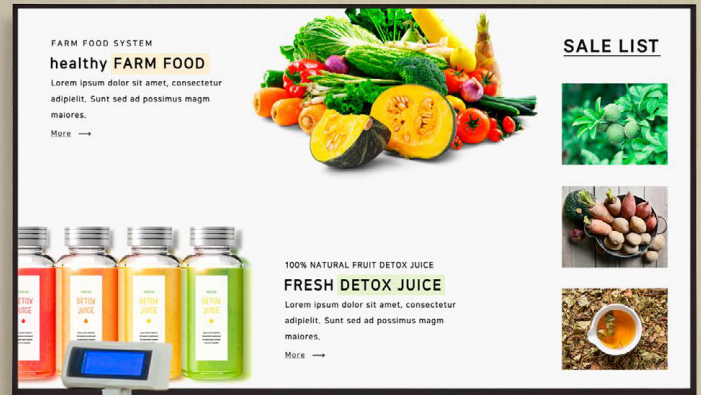 FARM FOOD SYSTEM
healthy FARM FOOD
Lorem ipsum dolor sit amet, consectetur
adipielit. Sunt sed ad possimus magm
maiores,
More
SALE LIST
100% NATURAL FRUIT DETOX JUICE
FRESH DETOX JUICE
Lorem ipsum dolor sit amet, consectetur
adipielit. Sunt sed ad possimus magm
maiores,
More
DETOX
JUICE
DETOX
JUICE
DETOX
JUICE
DETOX
JUICE